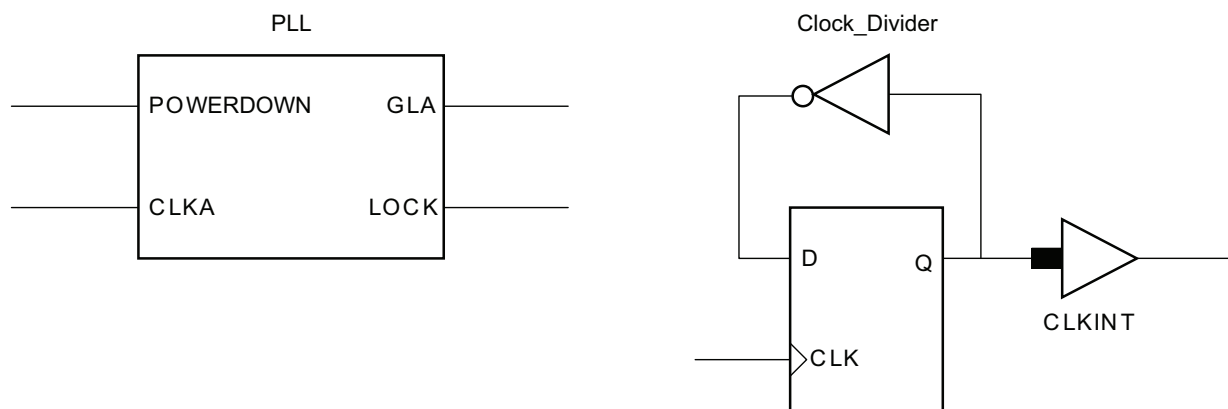 PLL
POWERDOWN GLA
CLKA LOCK
Clock_Divider
D Q
CLKINT
CLK